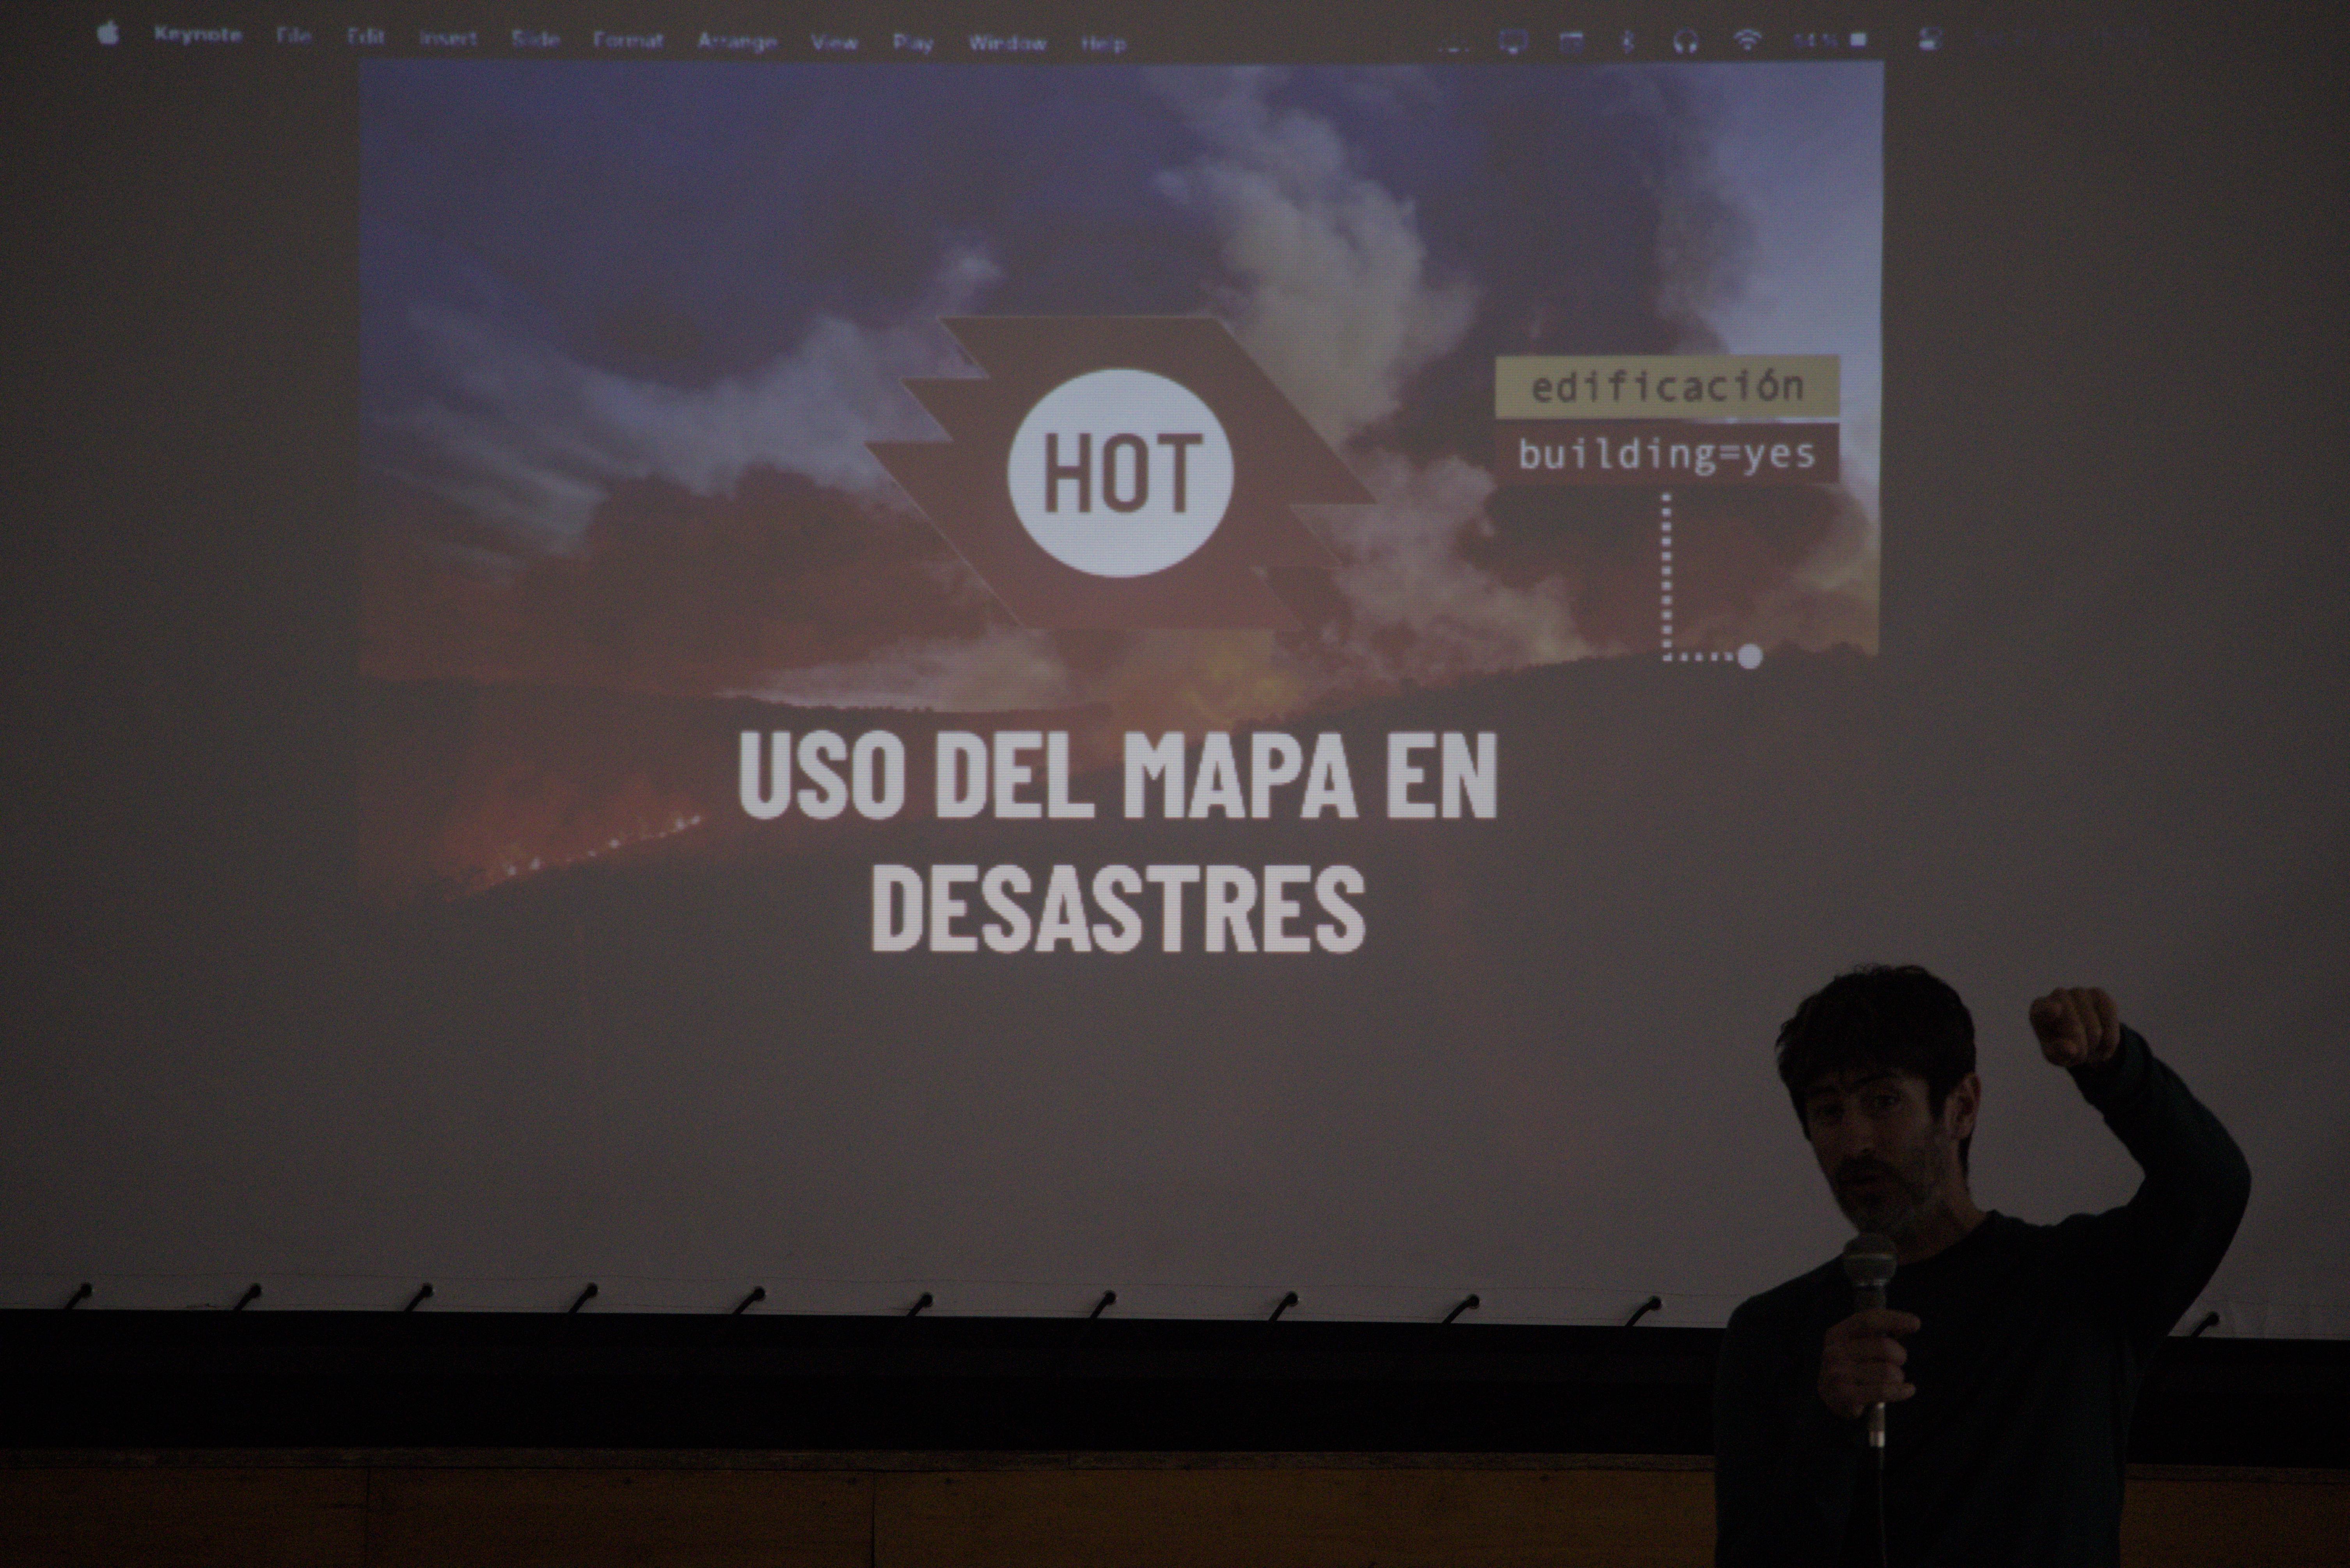 Keynote File Edit Insert Slide Format Arrange View Play Window Help
HOT
edificación
building=yes
USO DEL MAPA EN
DESASTRES